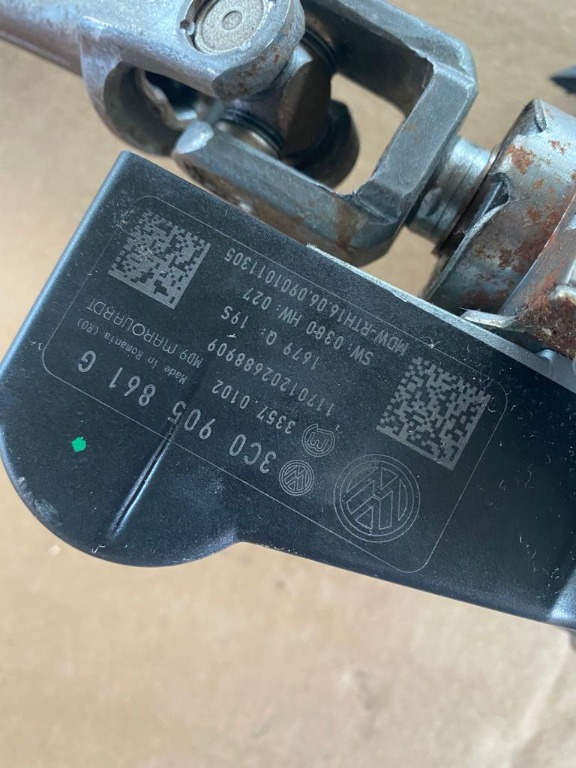 3C0 905 861 G
3357.0102
11701202688909
1679 Q: 195
SW: 0380 HW: 027
MDW-RTH16.06.0901011305
Made in Romania (RO)
MD9 MARQUARDT